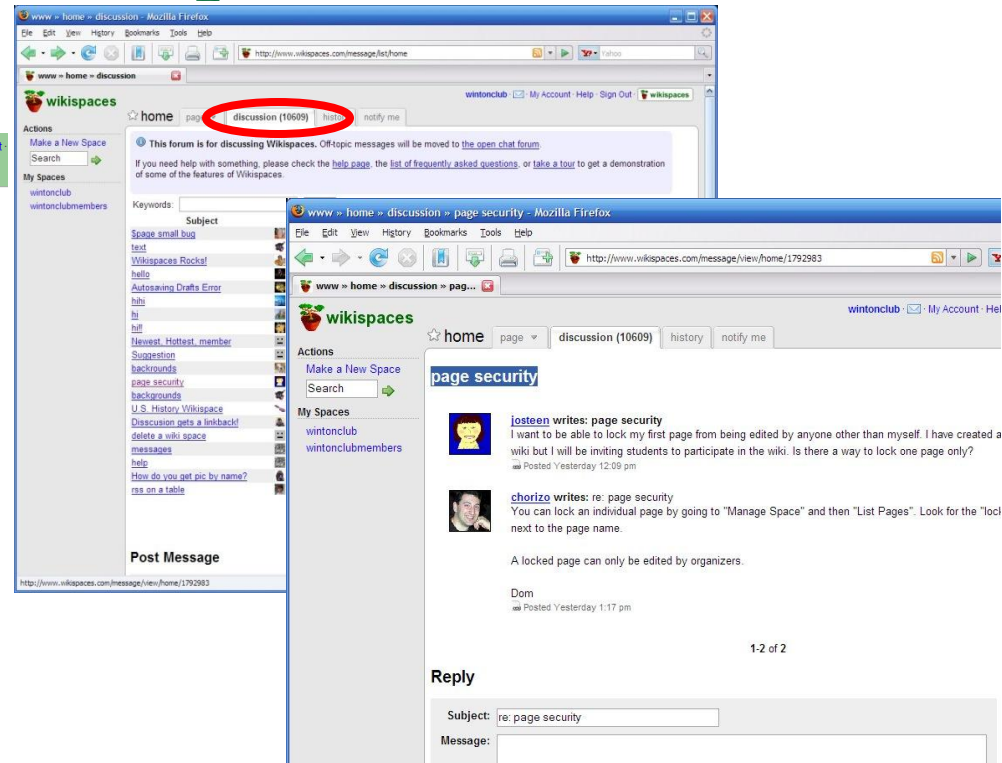 www » home » discussion - Mozilla Firefox
File Edit View History Bookmarks Tools Help
http://www.wikispaces.com/message/list/home
Yahoo
www » home » discussion
wikispaces
wintonclub · My Account · Help · Sign Out · wikispaces
home page discussion (10609) history notify me
Actions
Make a New Space
Search
My Spaces
wintonclub
wintonclubmembers
This forum is for discussing Wikispaces. Off-topic messages will be moved to the open chat forum.
If you need help with something, please check the help page, the list of frequently asked questions, or take a tour to get a demonstration
of some of the features of Wikispaces.
Keywords:
Subject
$page small bug
text
Wikispaces Rocks!
hello
Autosaving Drafts Error
hihi
hi
hi!!
Newest, Hottest, member
Suggestion
backrounds
page security
backgrounds
U.S. History Wikispace
Disscusion gets a linkback!
delete a wiki space
messages
help
How do you get pic by name?
rss on a table
Post Message
http://www.wikispaces.com/message/view/home/1792983
www » home » discussion » page security - Mozilla Firefox
File Edit View History Bookmarks Tools Help
http://www.wikispaces.com/message/view/home/1792983
www » home » discussion » pag...
wikispaces
wintonclub · My Account · Hel
home page discussion (10609) history notify me
Actions
Make a New Space
Search
My Spaces
wintonclub
wintonclubmembers
page security
josteen writes: page security
I want to be able to lock my first page from being edited by anyone other than myself. I have created a
wiki but I will be inviting students to participate in the wiki. Is there a way to lock one page only?
Posted Yesterday 12:09 pm
chorizo writes: re: page security
You can lock an individual page by going to "Manage Space" and then "List Pages". Look for the "lock
next to the page name.
A locked page can only be edited by organizers.
Dom
Posted Yesterday 1:17 pm
1-2 of 2
Reply
Subject: re: page security
Message: